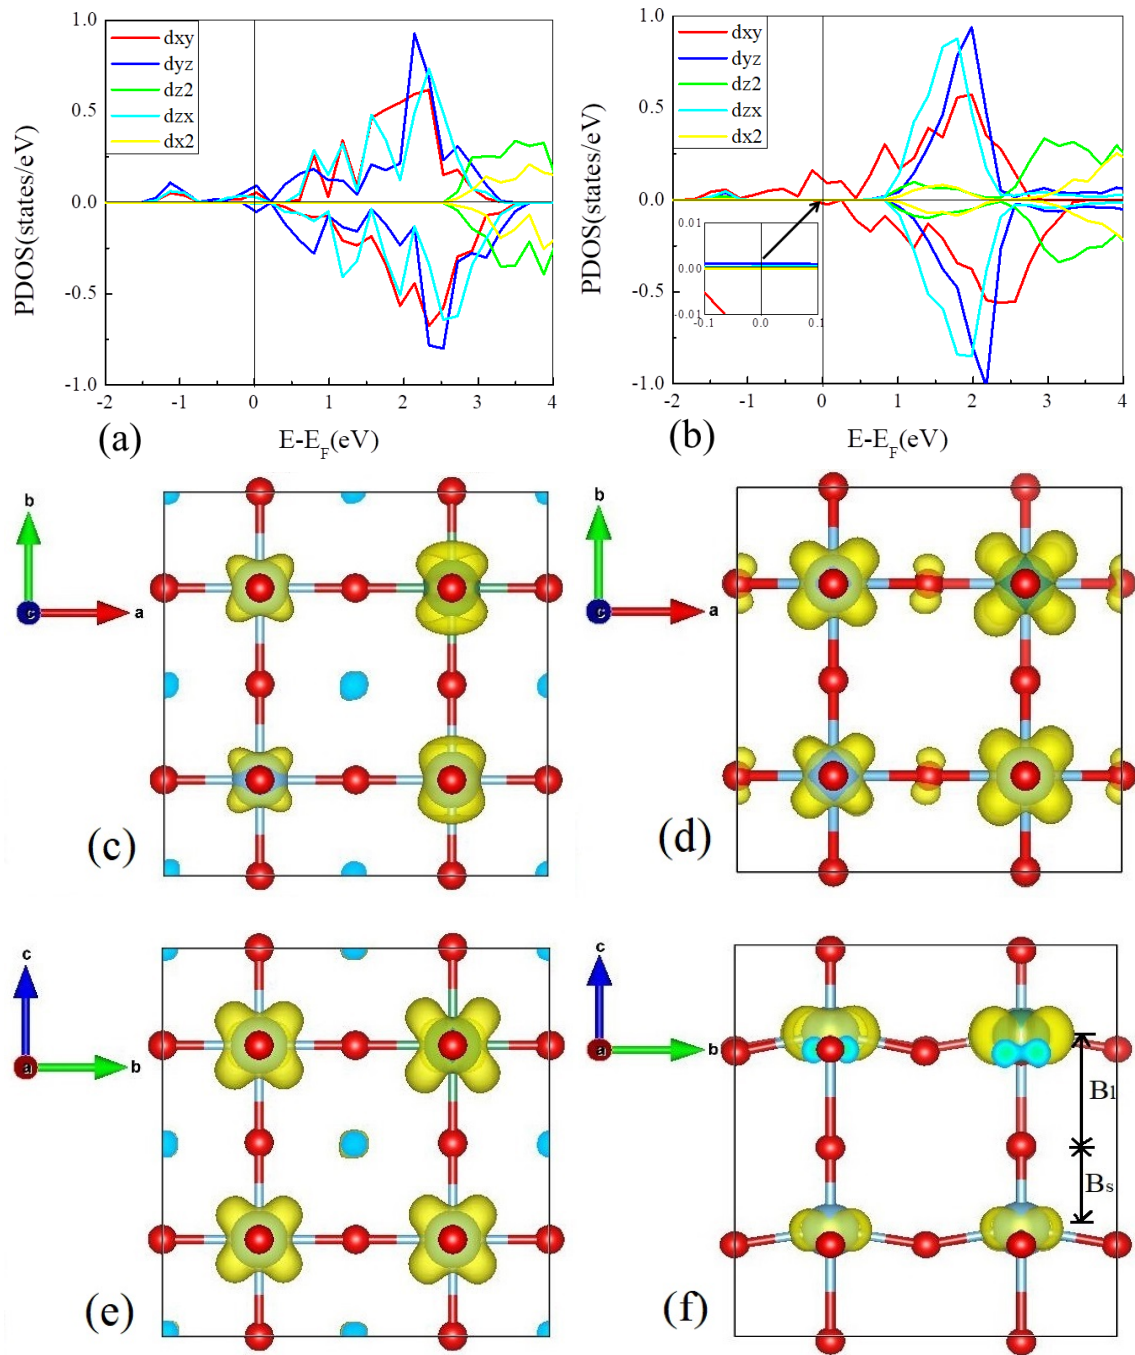 1.0
0.5
0.0
-0.5
-1.0
PDOS(states/eV)
dxy
dyz
dz2
dzx
dx2
-2 -1 0 1 2 3 4
(a)
E-E_F(eV)
1.0
0.5
0.0
-0.5
-1.0
PDOS(states/eV)
dxy
dyz
dz2
dzx
dx2
0.01
0.00
-0.01
-0.1 0.0 0.1
-2 -1 0 1 2 3 4
(b)
E-E_F(eV)
b
c
a
(c)
b
c
a
(d)
c
a
b
(e)
c
a
b
Bl
Bs
(f)